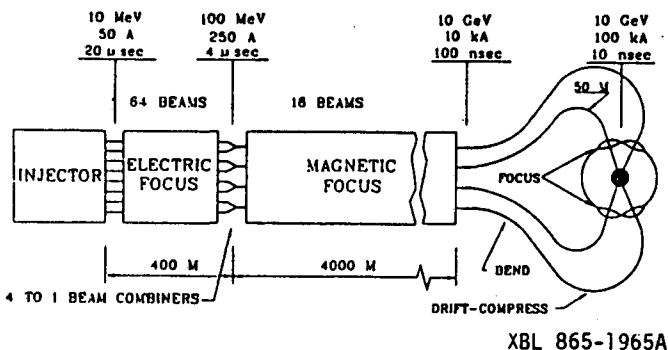 10 MeV
50 A
20 μsec
100 MeV
250 A
4 μsec
10 GeV
10 kA
100 nsec
10 GeV
100 kA
10 nsec
64 BEAMS
16 BEAMS
50 M
INJECTOR
ELECTRIC
FOCUS
MAGNETIC
FOCUS
FOCUS
400 M
4000 M
BEND
4 TO 1 BEAM COMBINERS
DRIFT-COMPRESS
XBL 865-1965A